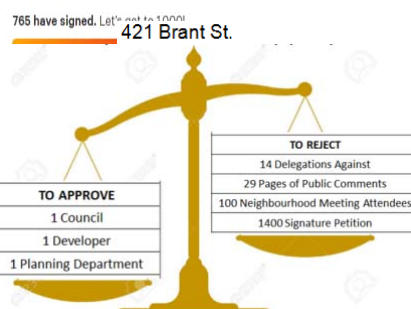 765 have signed. Let's get to 1000!
421 Brant St.
TO APPROVE
1 Council
1 Developer
1 Planning Department
TO REJECT
14 Delegations Against
29 Pages of Public Comments
100 Neighbourhood Meeting Attendees
1400 Signature Petition